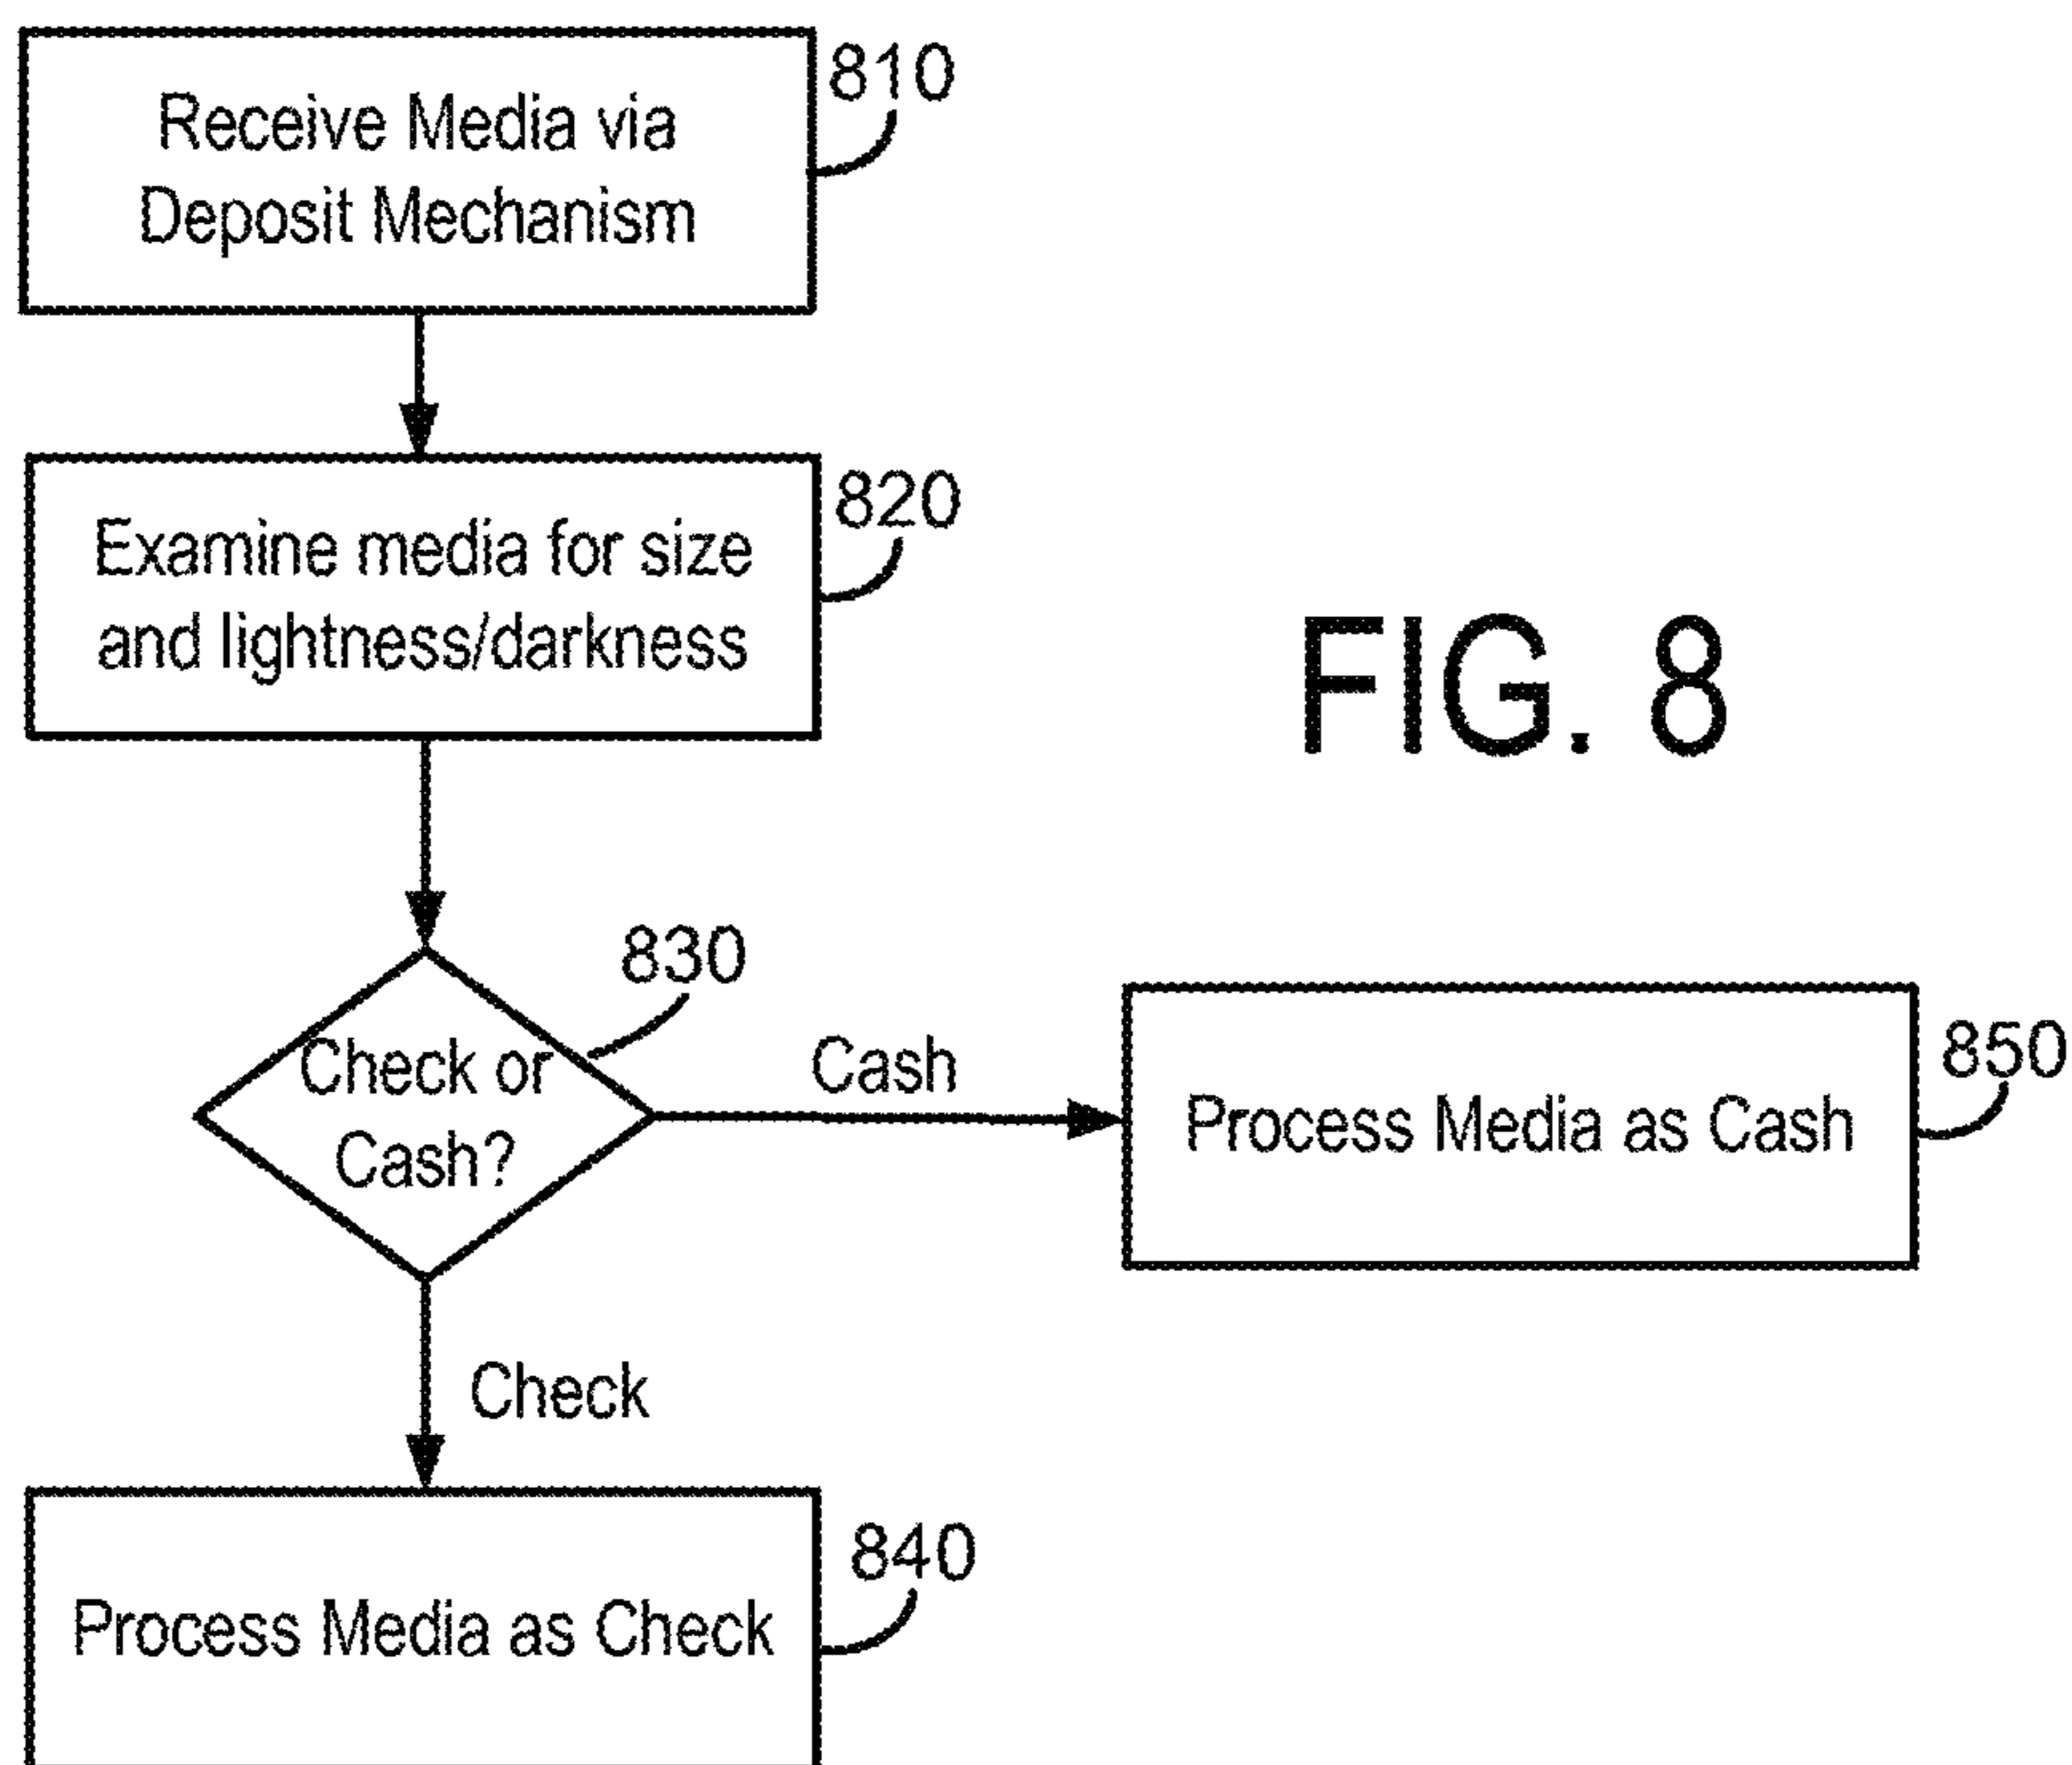 Receive Media via
Deposit Mechanism
810
Examine media for size
and lightness/darkness
820
FIG. 8
Check or
Cash?
830
Cash
Process Media as Cash
850
Check
Process Media as Check
840